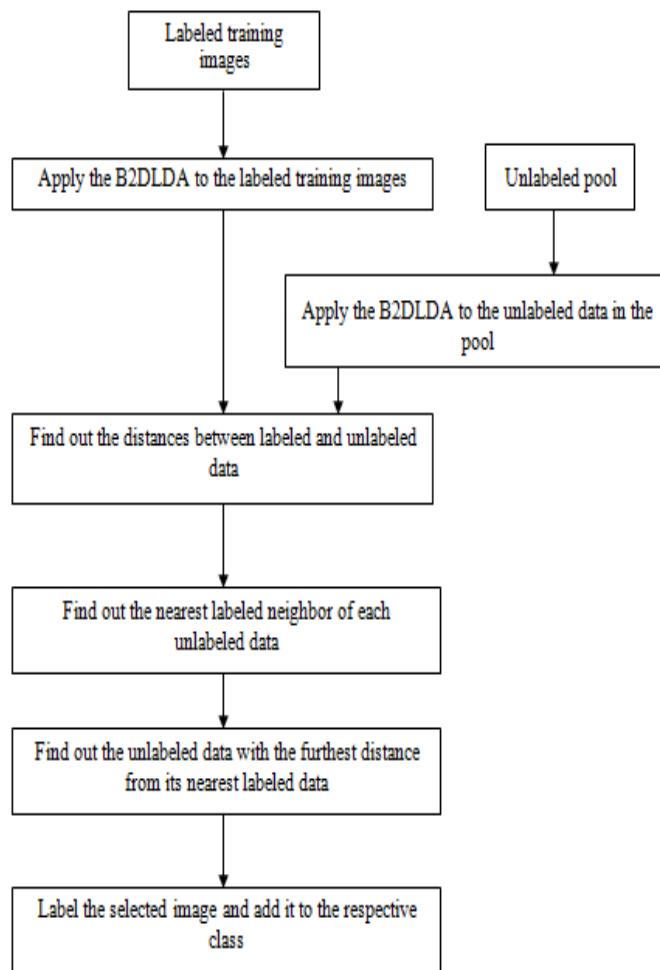 Labeled training
images
Apply the B2DLDA to the labeled training images
Unlabeled pool
Apply the B2DLDA to the unlabeled data in the
pool
Find out the distances between labeled and unlabeled
data
Find out the nearest labeled neighbor of each
unlabeled data
Find out the unlabeled data with the furthest distance
from its nearest labeled data
Label the selected image and add it to the respective
class